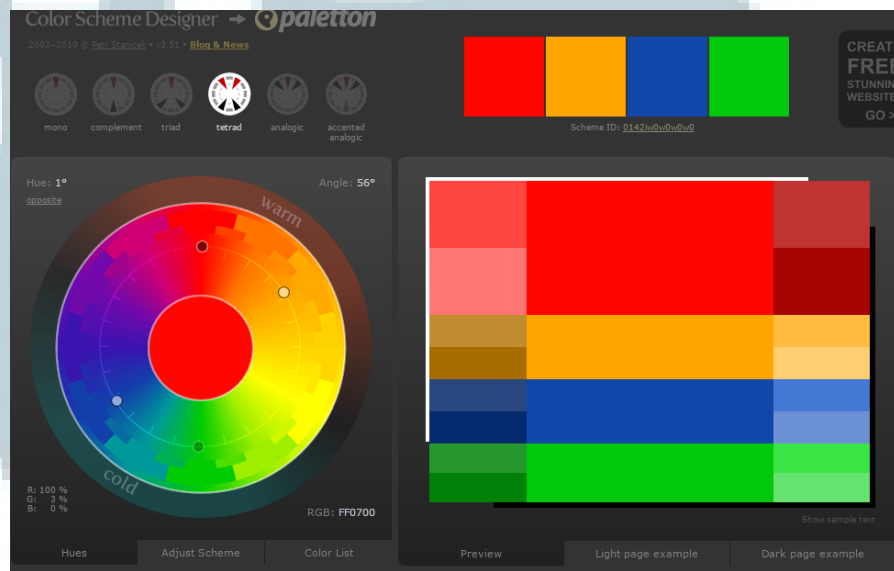 Color Scheme Designer → paletton
2002–2010 © Petr Stanicek • v3.51 • Blog & News
CREAT
FREE
STUNNIN
WEBSITE
GO >
mono complement triad tetrad analogic accented
analogic
Scheme ID: 0142iw0w0w0w0
Hue: 1° Angle: 56°
opposite
warm
cold
R: 100 %
G: 3 %
B: 0 %
RGB: FF0700
Show sample text
Hues Adjust Scheme Color List
Preview Light page example Dark page example